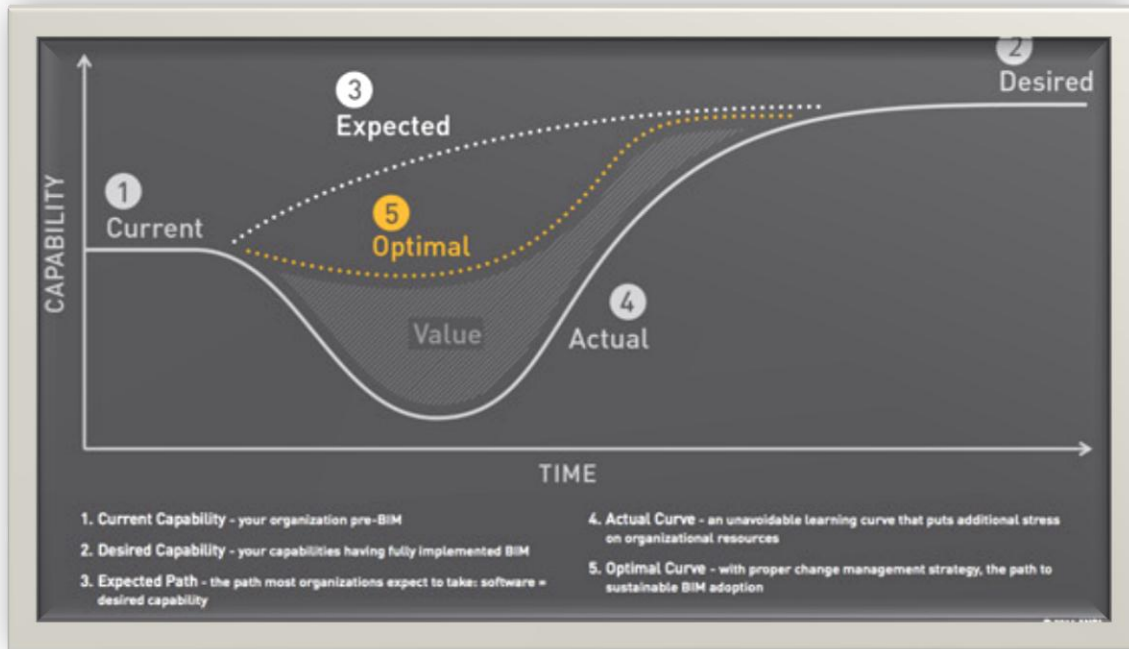 2
Desired
3
Expected
1
Current
5
Optimal
CAPABILITY
4
Value
Actual
TIME
1. Current Capability - your organization pre-BIM
2. Desired Capability - your capabilities having fully implemented BIM
3. Expected Path - the path most organizations expect to take: software =
desired capability
4. Actual Curve - an unavoidable learning curve that puts additional stress
on organizational resources
5. Optimal Curve - with proper change management strategy, the path to
sustainable BIM adoption